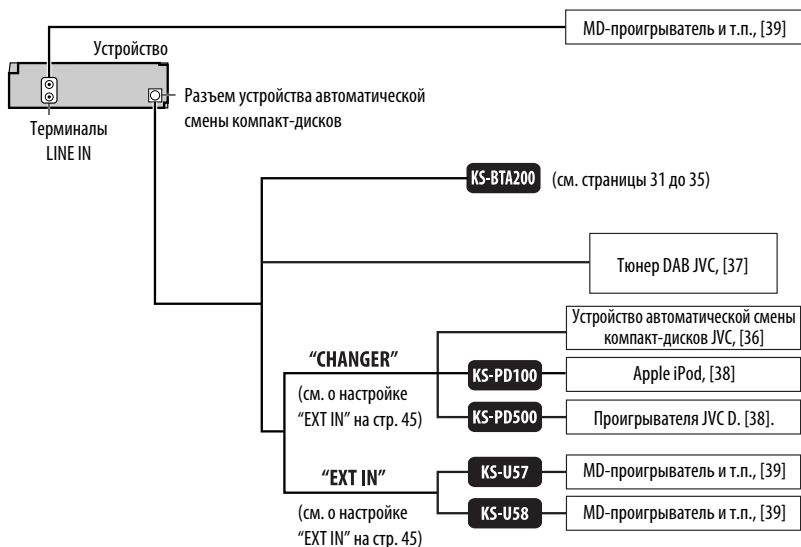 MD-проигрыватель и т.п., [39]
Устройство
Разъем устройства автоматической
смены компакт-дисков
Терминалы
LINE IN
KS-BTA200 (см. страницы 31 до 35)
Тюнер DAB JVC, [37]
Устройство автоматической смены
компакт-дисков JVC, [36]
“CHANGER”
(см. о настройке
“EXT IN” на стр. 45)
KS-PD100
Apple iPod, [38]
KS-PD500
Проигрывателя JVC D. [38].
“EXT IN”
(см. о настройке
“EXT IN” на стр. 45)
KS-U57
MD-проигрыватель и т.п., [39]
KS-U58
MD-проигрыватель и т.п., [39]